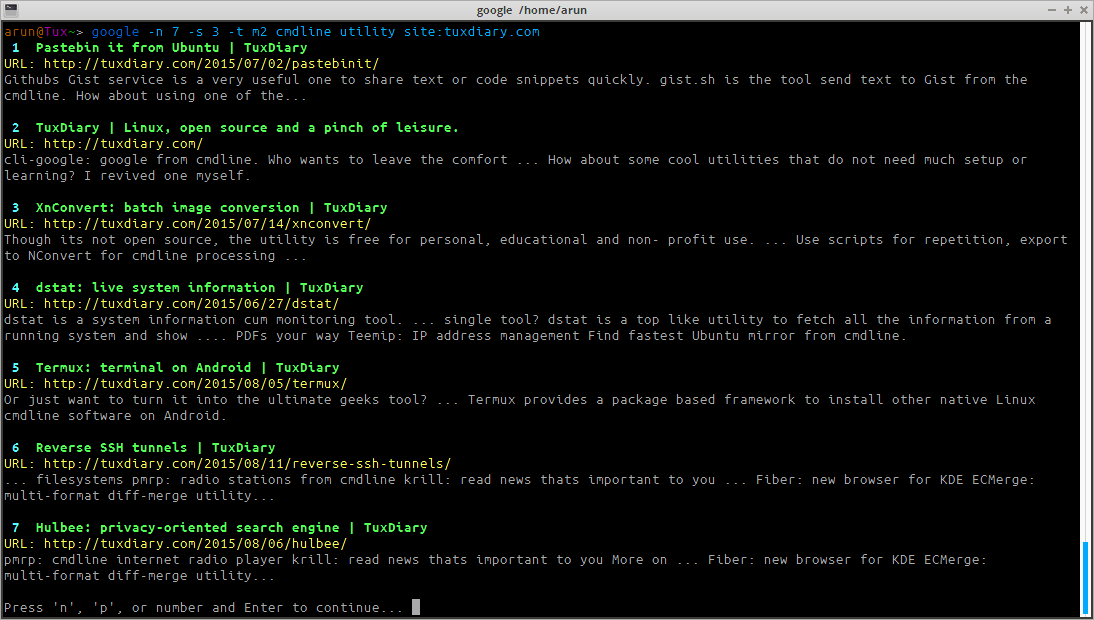 google /home/arun
arun@Tux~> google -n 7 -s 3 -t m2 cmdline utility site:tuxdiary.com
1 Pastebin it from Ubuntu | TuxDiary
URL: http://tuxdiary.com/2015/07/02/pastebinit/
Githubs Gist service is a very useful one to share text or code snippets quickly. gist.sh is the tool send text to Gist from the
cmdline. How about using one of the...
2 TuxDiary | Linux, open source and a pinch of leisure.
URL: http://tuxdiary.com/
cli-google: google from cmdline. Who wants to leave the comfort ... How about some cool utilities that do not need much setup or
learning? I revived one myself.
3 XnConvert: batch image conversion | TuxDiary
URL: http://tuxdiary.com/2015/07/14/xnconvert/
Though its not open source, the utility is free for personal, educational and non- profit use. ... Use scripts for repetition, export
to NConvert for cmdline processing ...
4 dstat: live system information | TuxDiary
URL: http://tuxdiary.com/2015/06/27/dstat/
dstat is a system information cum monitoring tool. ... single tool? dstat is a top like utility to fetch all the information from a
running system and show .... PDFs your way Teemip: IP address management Find fastest Ubuntu mirror from cmdline.
5 Termux: terminal on Android | TuxDiary
URL: http://tuxdiary.com/2015/08/05/termux/
Or just want to turn it into the ultimate geeks tool? ... Termux provides a package based framework to install other native Linux
cmdline software on Android.
6 Reverse SSH tunnels | TuxDiary
URL: http://tuxdiary.com/2015/08/11/reverse-ssh-tunnels/
... filesystems pmrp: radio stations from cmdline krill: read news thats important to you ... Fiber: new browser for KDE ECMerge:
multi-format diff-merge utility...
7 Hulbee: privacy-oriented search engine | TuxDiary
URL: http://tuxdiary.com/2015/08/06/hulbee/
pmrp: cmdline internet radio player krill: read news thats important to you More on ... Fiber: new browser for KDE ECMerge:
multi-format diff-merge utility...
Press 'n', 'p', or number and Enter to continue...